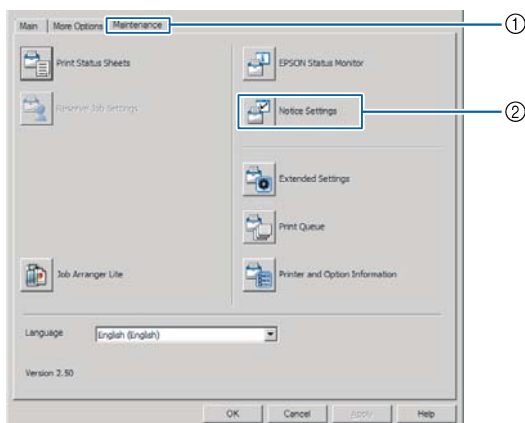 Main More Options Maintenance
①
Print Status Sheets
EPSON Status Monitor
Reserve Job Settings
Notice Settings
②
Extended Settings
Print Queue
Job Arranger Lite
Printer and Option Information
Language English (English)
Version 2.50
OK Cancel Apply Help